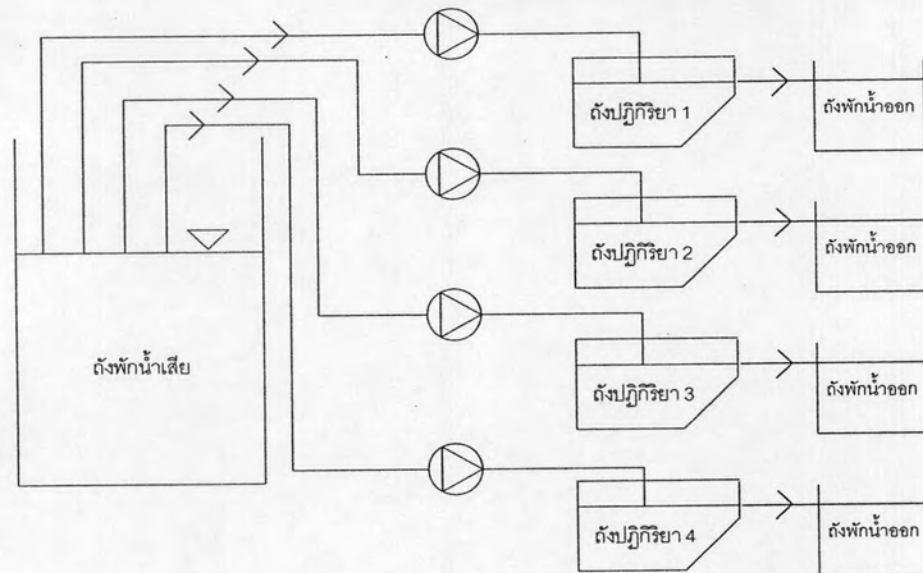 ถังปฏิกิริยา 1
ถังพักน้ำออก
ถังปฏิกิริยา 2
ถังพักน้ำออก
ถังพักน้ำเสีย
ถังปฏิกิริยา 3
ถังพักน้ำออก
ถังปฏิกิริยา 4
ถังพักน้ำออก